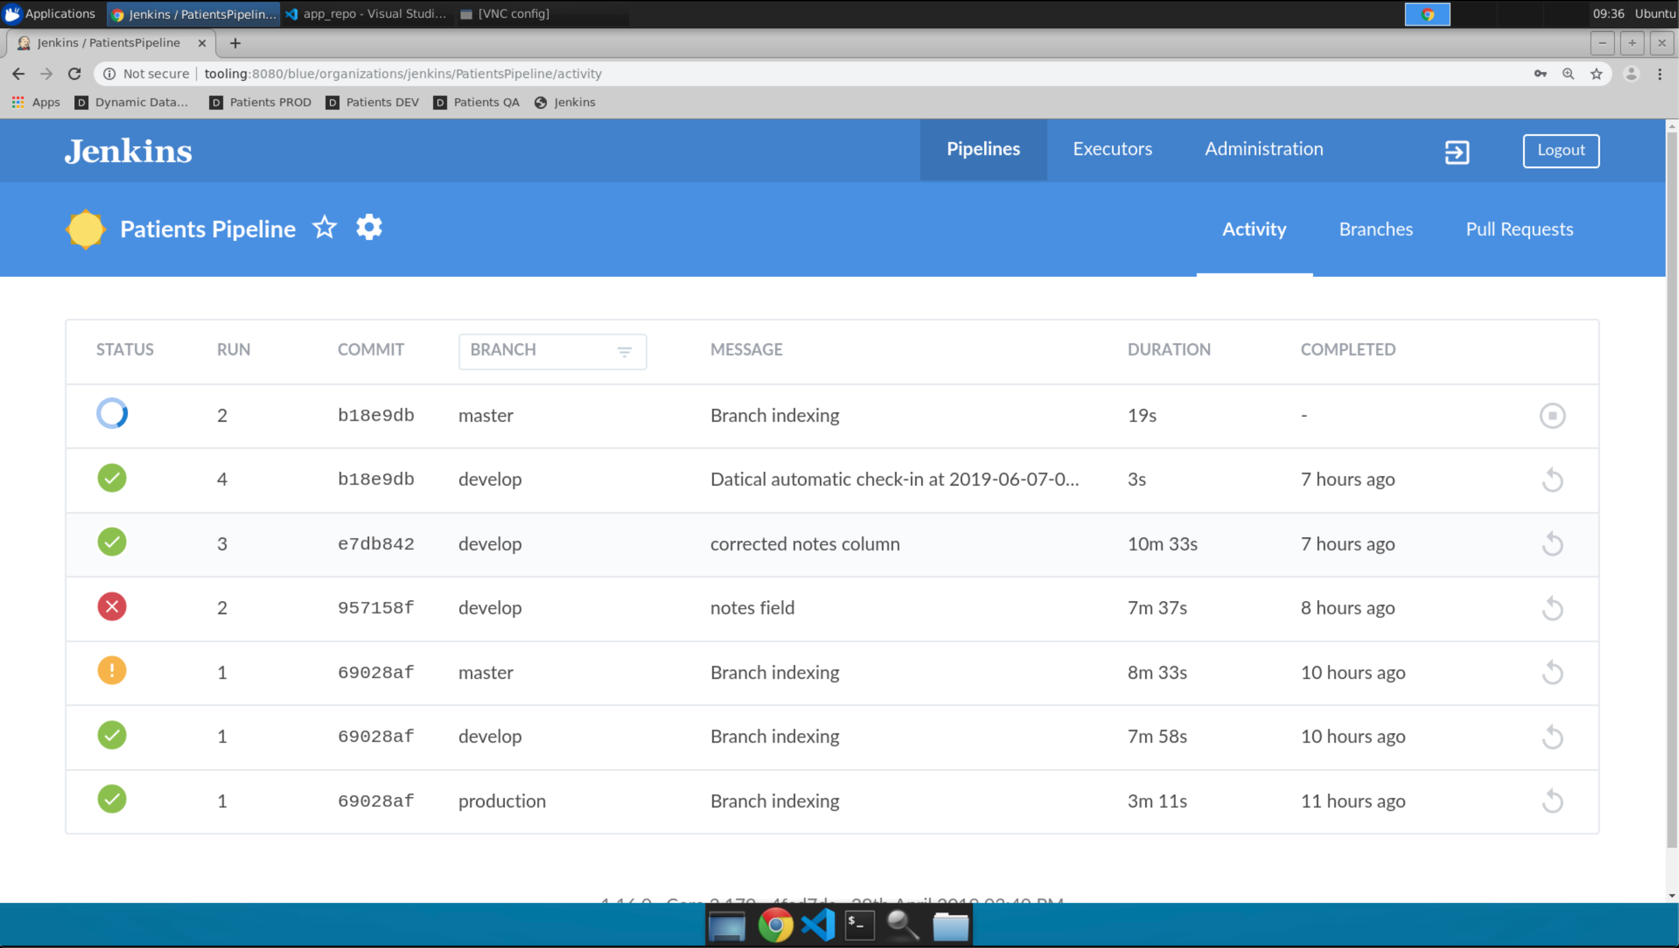 Applications Jenkins / PatientsPipelin... app_repo - Visual Studi... [VNC config] 09:36 Ubuntu
Jenkins / PatientsPipeline
Not secure tooling:8080/blue/organizations/jenkins/PatientsPipeline/activity
Apps Dynamic Data... Patients PROD Patients DEV Patients QA Jenkins
Jenkins Pipelines Executors Administration Logout
Patients Pipeline Activity Branches Pull Requests
STATUS RUN COMMIT BRANCH MESSAGE DURATION COMPLETED
2 b18e9db master Branch indexing 19s -
4 b18e9db develop Datical automatic check-in at 2019-06-07-0... 3s 7 hours ago
3 e7db842 develop corrected notes column 10m 33s 7 hours ago
2 957158f develop notes field 7m 37s 8 hours ago
1 69028af master Branch indexing 8m 33s 10 hours ago
1 69028af develop Branch indexing 7m 58s 10 hours ago
1 69028af production Branch indexing 3m 11s 11 hours ago